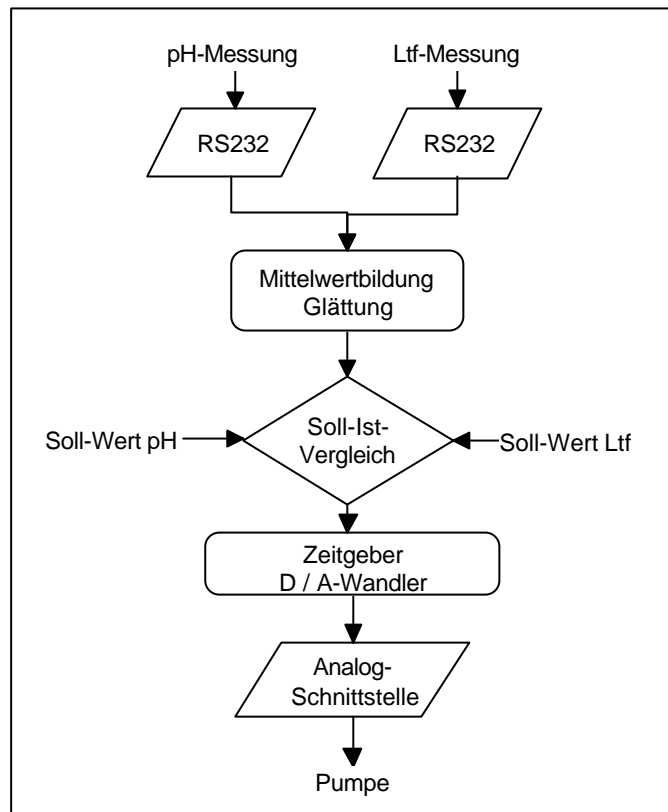 pH-Messung
Ltf-Messung
RS232
RS232
Mittelwertbildung
Glättung
Soll-Ist-
Vergleich
Soll-Wert pH
Soll-Wert Ltf
Zeitgeber
D / A-Wandler
Analog-
Schnittstelle
Pumpe